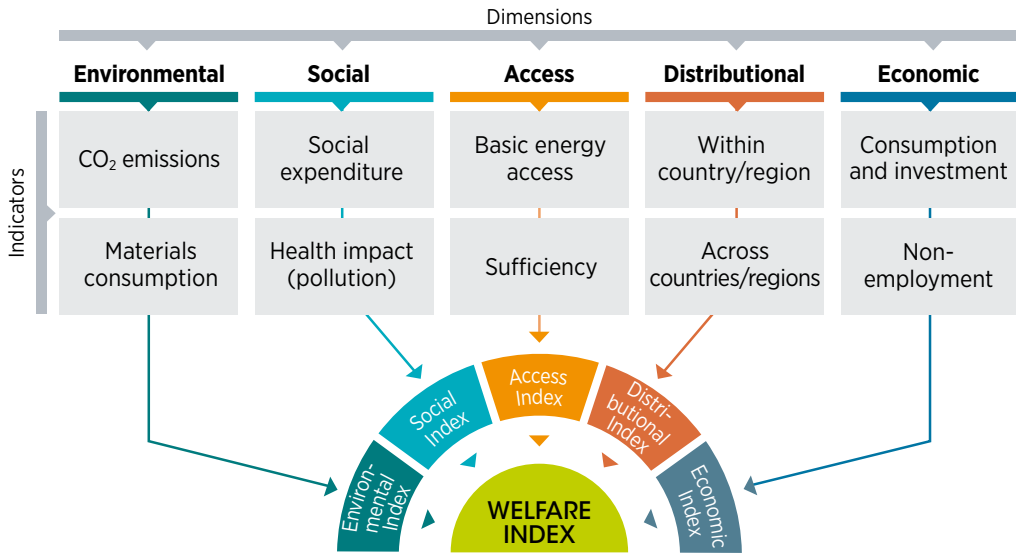 Dimensions
Environmental
Social
Access
Distributional
Economic
Indicators
CO₂ emissions
Social
expenditure
Basic energy
access
Within
country/region
Consumption
and investment
Materials
consumption
Health impact
(pollution)
Sufficiency
Across
countries/regions
Non-
employment
Environ-
mental Index
Social
Index
Access
Index
Distri-
butional
Index
Economic
Index
WELFARE
INDEX